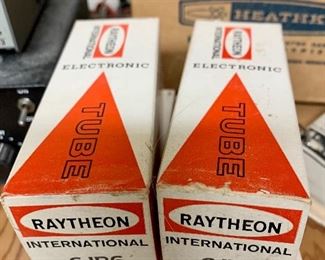 RAYTHEON
INTERNATIONAL
ELECTRONIC
TUBE
RAYTHEON
INTERNATIONAL
RAYTHEON
INTERNATIONAL
ELECTRONIC
TUBE
RAYTHEON
INTERNATIONAL
HEATHK